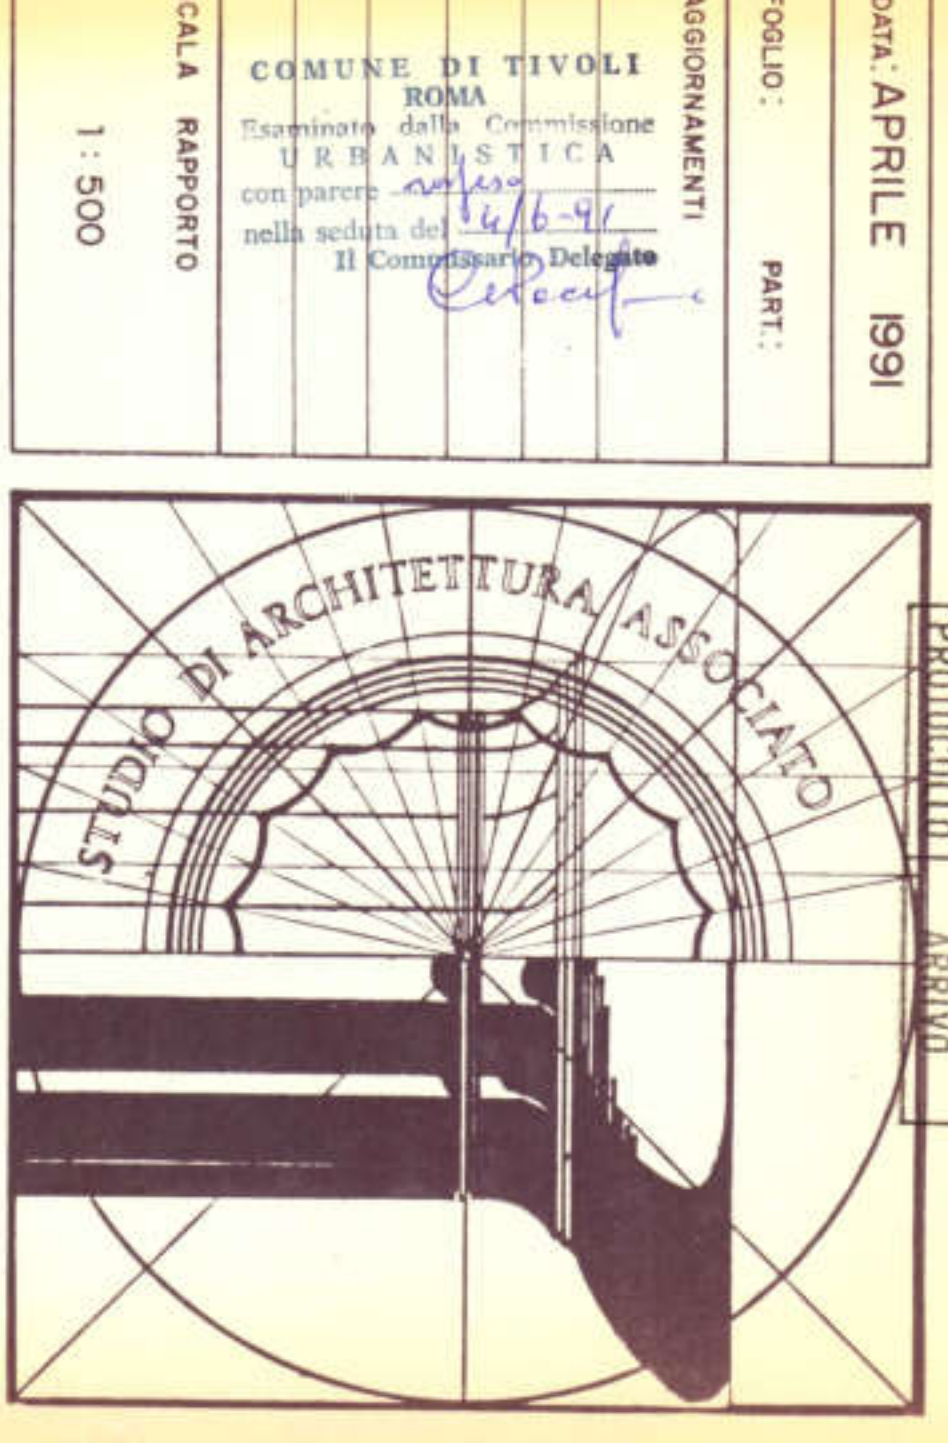 DATA: APRILE 1991
FOGLIO: PART.:
AGGIORNAMENTI
COMUNE DI TIVOLI
ROMA
Esaminato dalla Commissione
URBANISTICA
con parere
nella seduta del 4/6-91
Il Commissario Delegato
CALA RAPPORTO
1:500
STUDIO DI ARCHITETTURA ASSOCIATO
ARRIVO